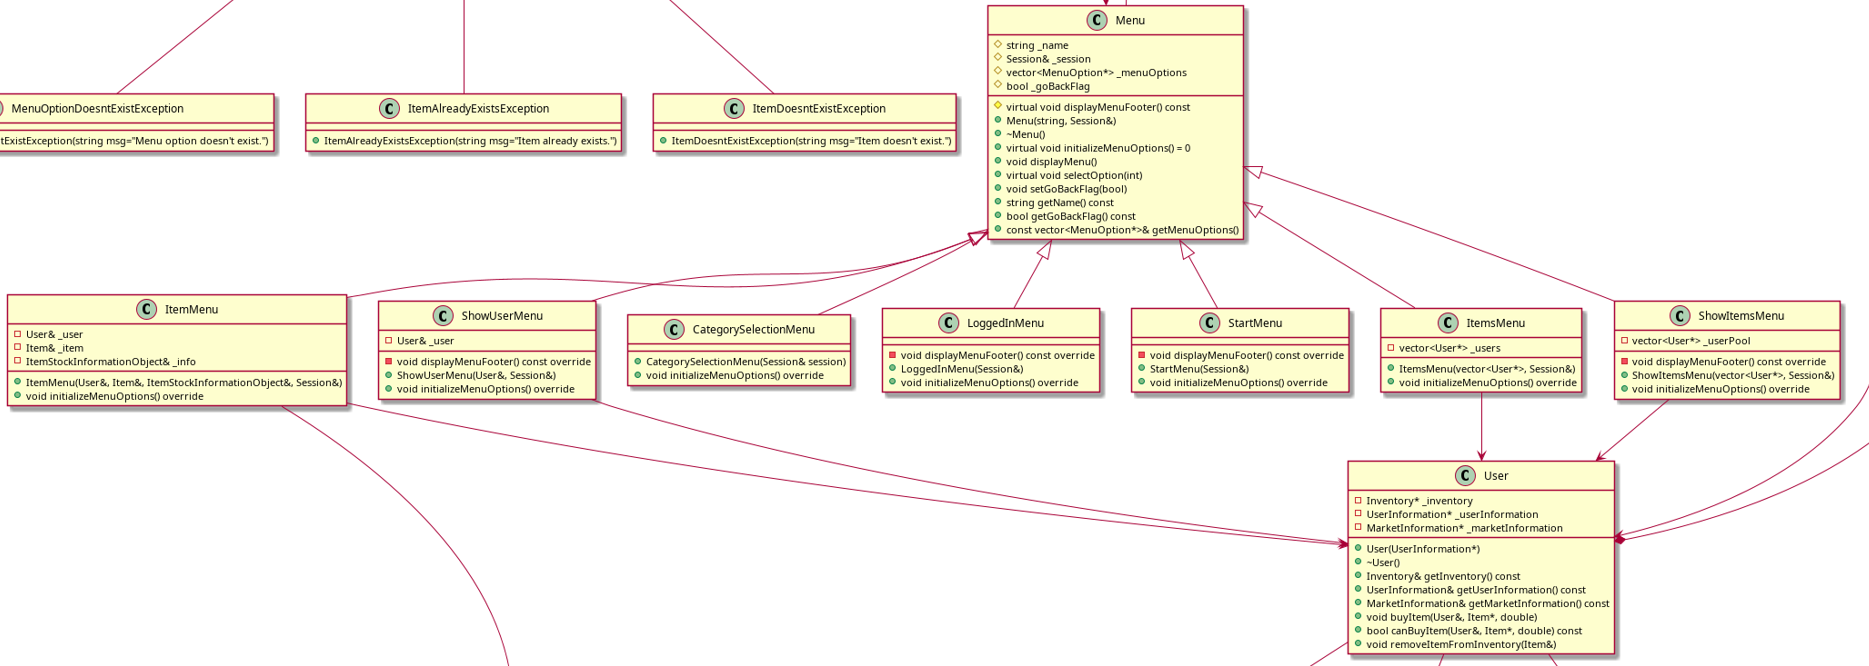 C Menu
string _name
Session& _session
vector<MenuOption*> _menuOptions
bool _goBackFlag
virtual void displayMenuFooter() const
Menu(string, Session&)
~Menu()
virtual void initializeMenuOptions() = 0
void displayMenu()
virtual void selectOption(int)
void setGoBackFlag(bool)
string getName() const
bool getGoBackFlag() const
const vector<MenuOption*>& getMenuOptions()
MenuOptionDoesntExistException
tExistException(string msg="Menu option doesn't exist.")
C ItemAlreadyExistsException
ItemAlreadyExistsException(string msg="Item already exists.")
C ItemDoesntExistException
ItemDoesntExistException(string msg="Item doesn't exist.")
C ItemMenu
User& _user
Item& _item
ItemStockInformationObject& _info
ItemMenu(User&, Item&, ItemStockInformationObject&, Session&)
void initializeMenuOptions() override
C ShowUserMenu
User& _user
void displayMenuFooter() const override
ShowUserMenu(User&, Session&)
void initializeMenuOptions() override
C CategorySelectionMenu
CategorySelectionMenu(Session& session)
void initializeMenuOptions() override
C LoggedInMenu
void displayMenuFooter() const override
LoggedInMenu(Session&)
void initializeMenuOptions() override
C StartMenu
void displayMenuFooter() const override
StartMenu(Session&)
void initializeMenuOptions() override
C ItemsMenu
vector<User*> _users
ItemsMenu(vector<User*>, Session&)
void initializeMenuOptions() override
C ShowItemsMenu
vector<User*> _userPool
void displayMenuFooter() const override
ShowItemsMenu(vector<User*>, Session&)
void initializeMenuOptions() override
C User
Inventory* _inventory
UserInformation* _userInformation
MarketInformation* _marketInformation
User(UserInformation*)
~User()
Inventory& getInventory() const
UserInformation& getUserInformation() const
MarketInformation& getMarketInformation() const
void buyItem(User&, Item*, double)
bool canBuyItem(User&, Item*, double) const
void removeItemFromInventory(Item&)